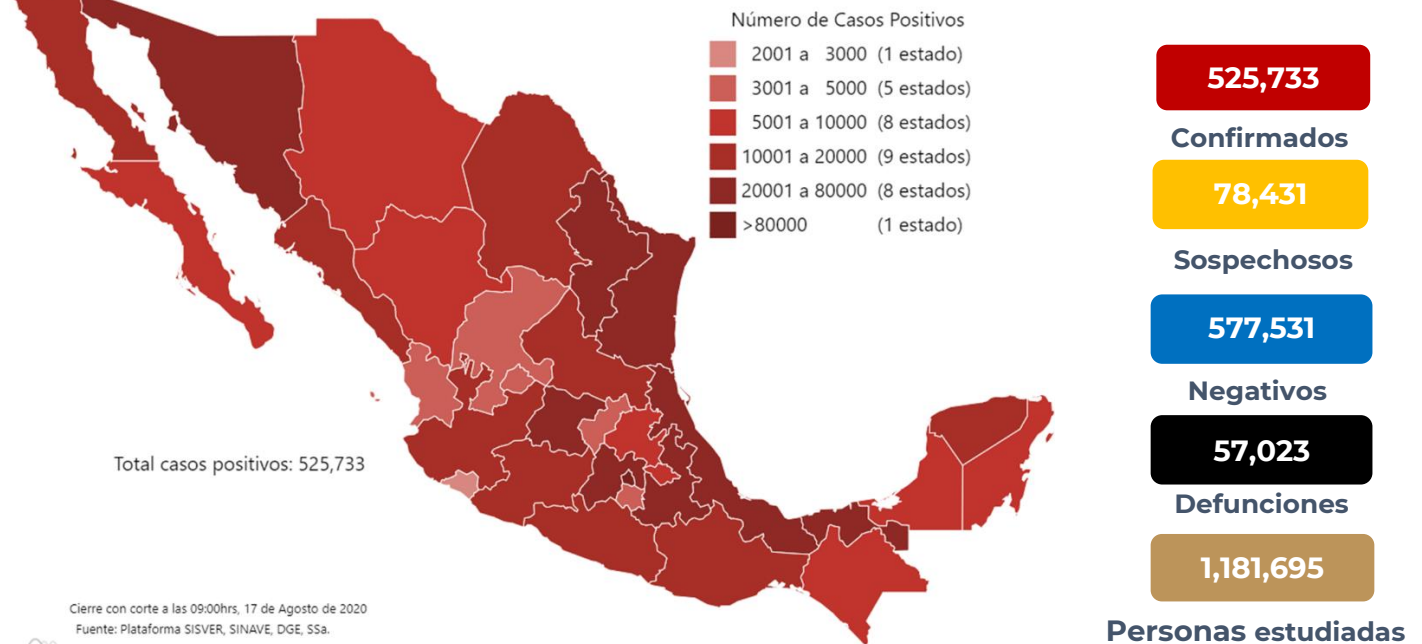 Número de Casos Positivos
2001 a 3000 (1 estado)
3001 a 5000 (5 estados)
5001 a 10000 (8 estados)
10001 a 20000 (9 estados)
20001 a 80000 (8 estados)
>80000 (1 estado)
Total casos positivos: 525,733
Cierre con corte a las 09:00hrs, 17 de Agosto de 2020
Fuente: Plataforma SISVER, SINAVE, DGE, SSa.
525,733
Confirmados
78,431
Sospechosos
577,531
Negativos
57,023
Defunciones
1,181,695
Personas estudiadas